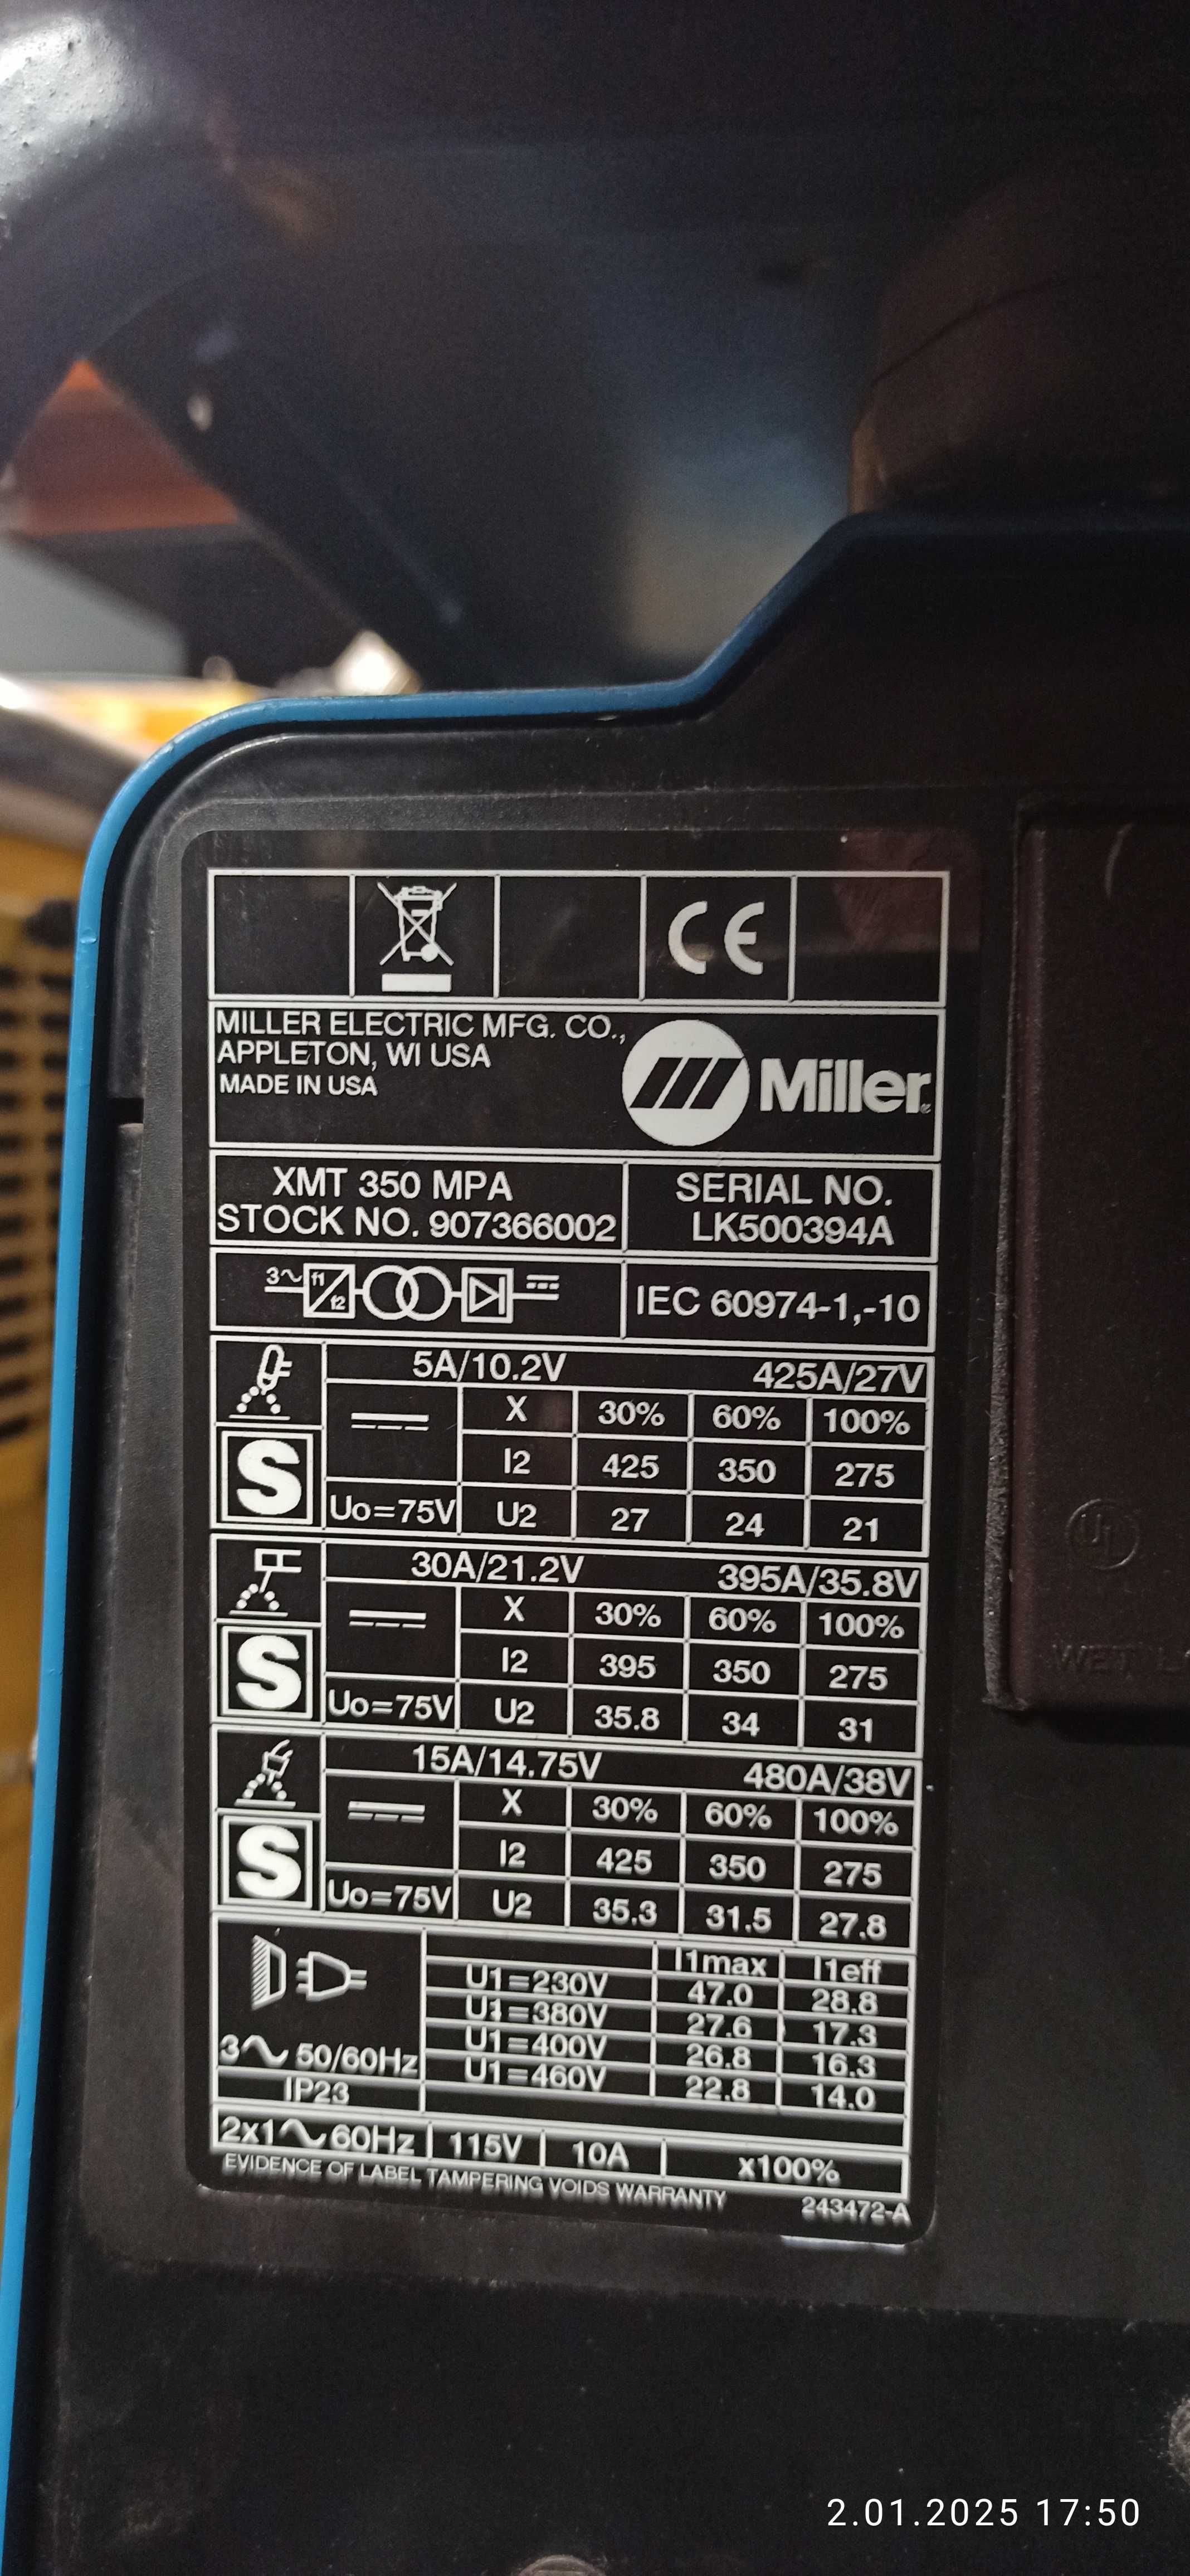 CE
MILLER ELECTRIC MFG. CO.,
APPLETON, WI USA
MADE IN USA
Miller®
XMT 350 MPA
STOCK NO. 907366002
SERIAL NO.
LK500394A
3~ f1 f2
IEC 60974-1,-10
5A/10.2V 425A/27V
X 30% 60% 100%
S
I2 425 350 275
Uo=75V U2 27 24 21
30A/21.2V 395A/35.8V
X 30% 60% 100%
S
I2 395 350 275
Uo=75V U2 35.8 34 31
15A/14.75V 480A/38V
X 30% 60% 100%
S
I2 425 350 275
Uo=75V U2 35.3 31.5 27.8
I1max I1eff
U1=230V 47.0 28.8
U1=380V 27.6 17.3
U1=400V 26.8 16.3
U1=460V 22.8 14.0
3~ 50/60Hz
IP23
2x1~60Hz 115V 10A x100%
EVIDENCE OF LABEL TAMPERING VOIDS WARRANTY 243472-A
UL
2.01.2025 17:50